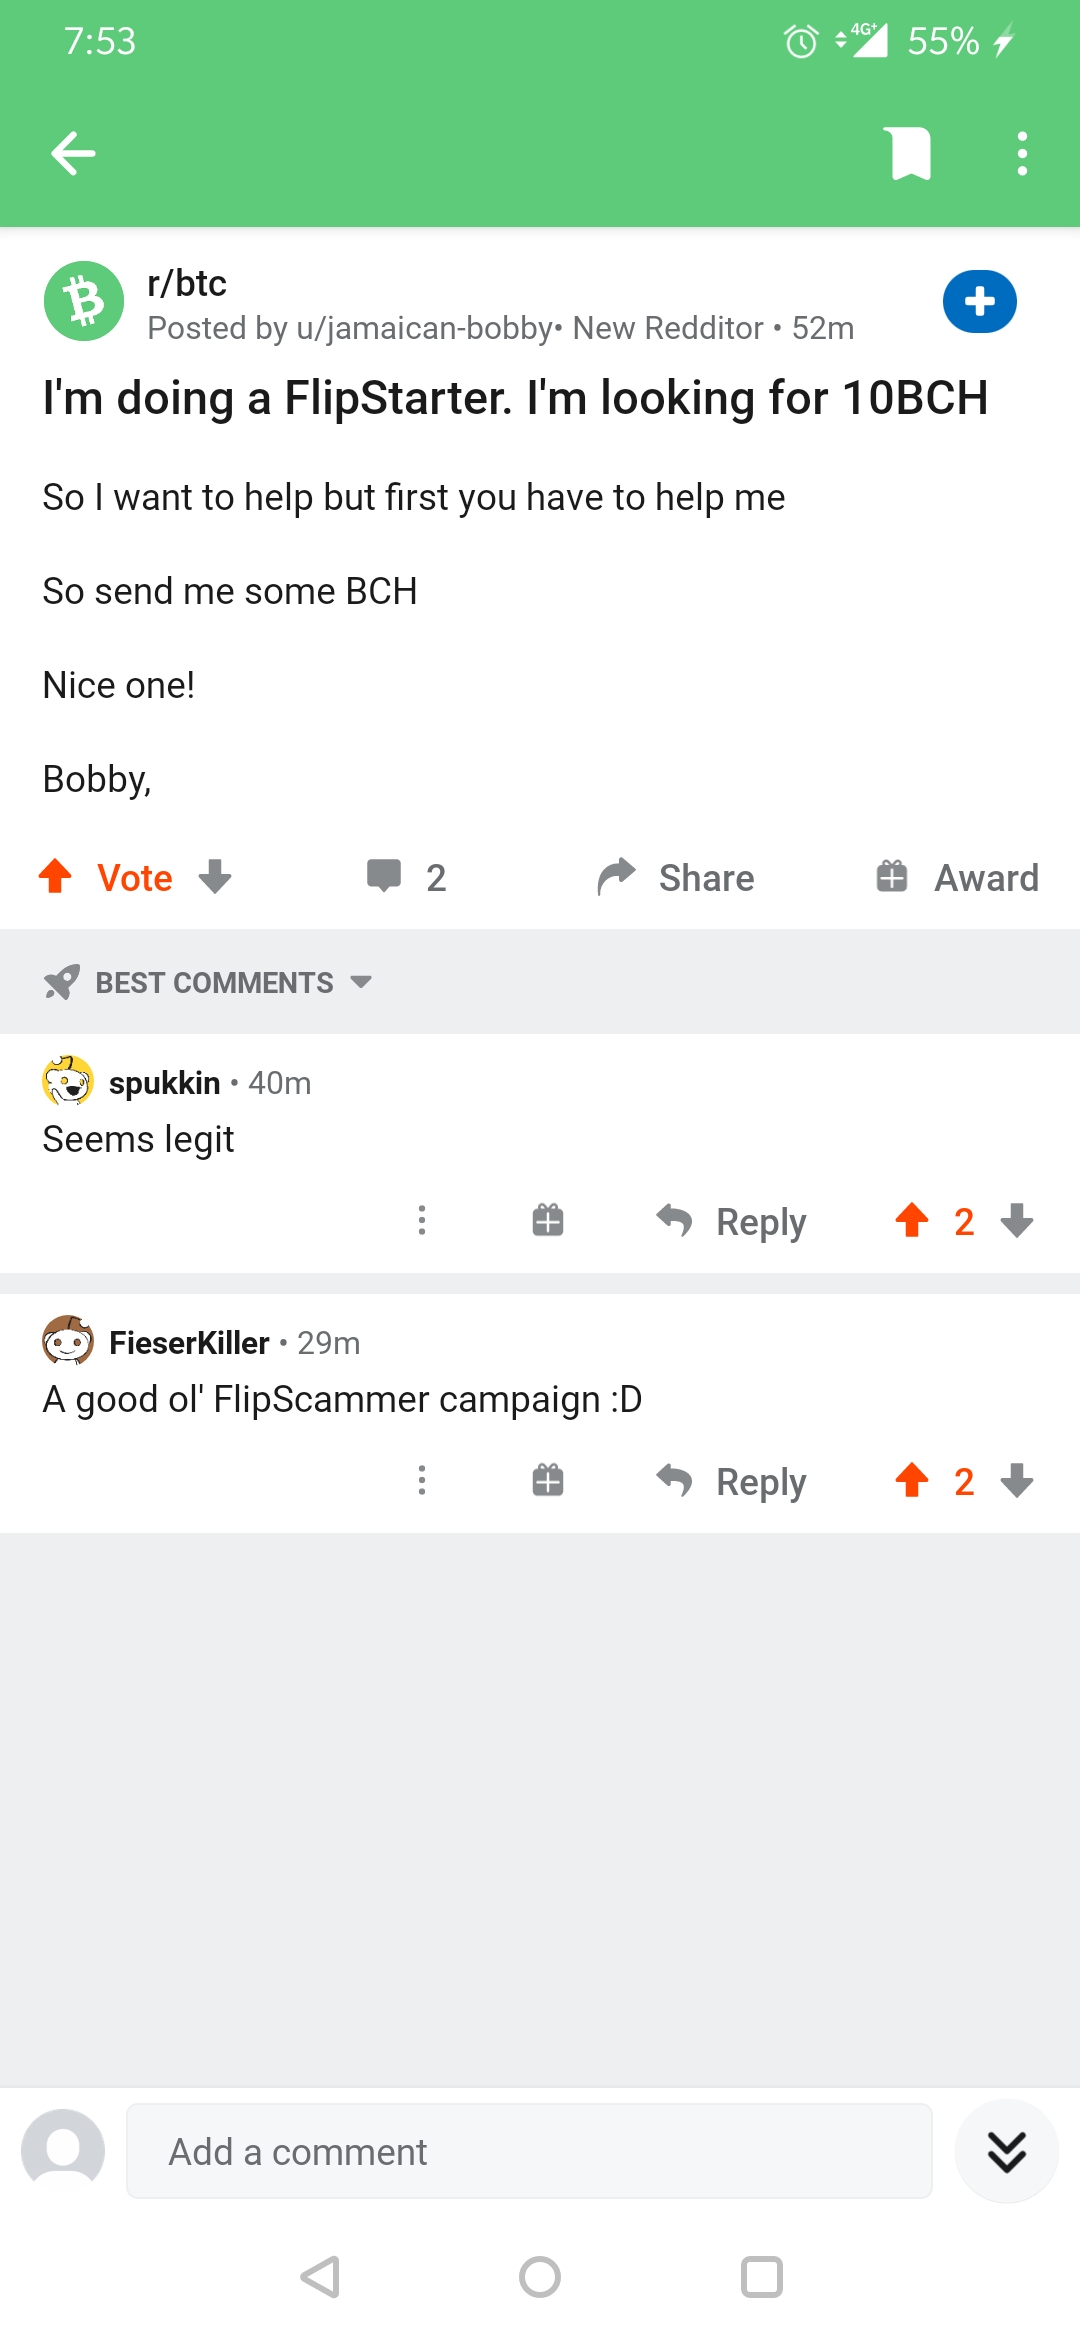 7:53
4G+ 55%
r/btc
Posted by u/jamaican-bobby• New Redditor • 52m
I'm doing a FlipStarter. I'm looking for 10BCH
So I want to help but first you have to help me
So send me some BCH
Nice one!
Bobby,
Vote 2 Share Award
BEST COMMENTS
spukkin • 40m
Seems legit
Reply 2
FieserKiller • 29m
A good ol' FlipScammer campaign :D
Reply 2
Add a comment